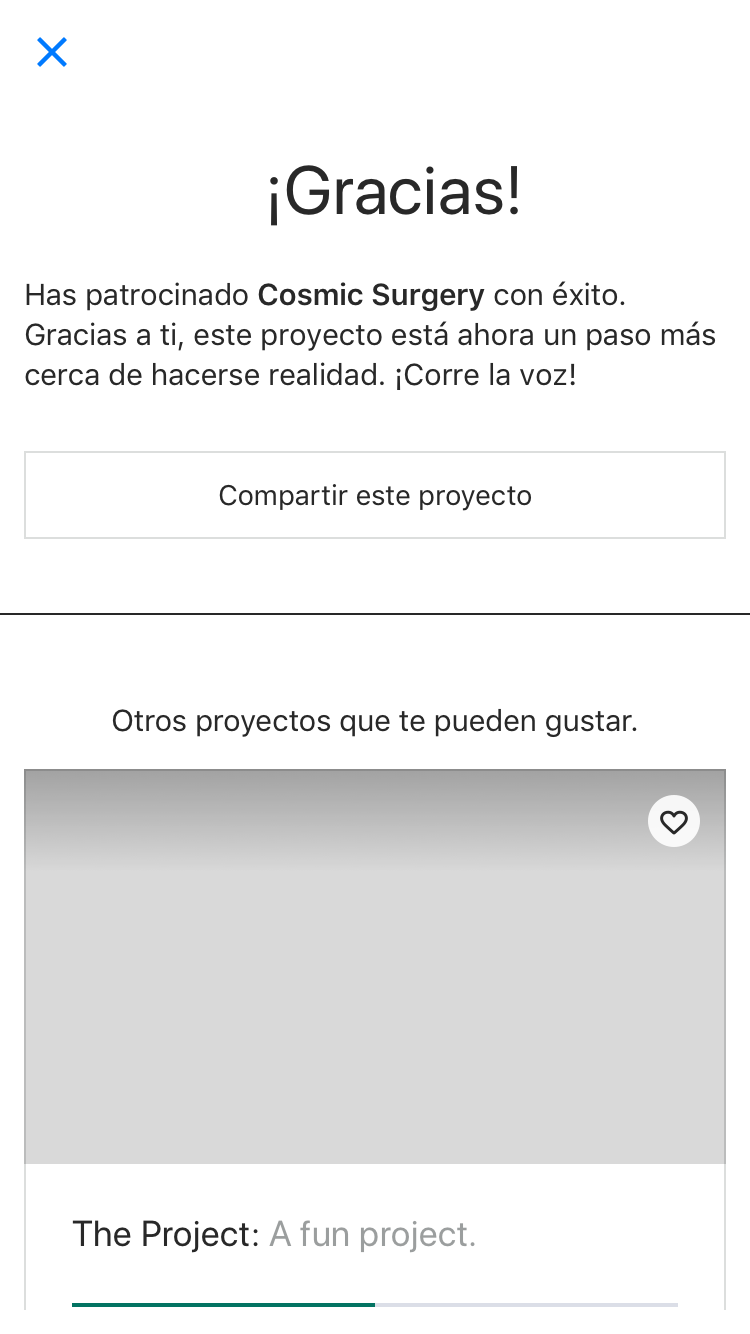 ¡Gracias!
Has patrocinado Cosmic Surgery con éxito.
Gracias a ti, este proyecto está ahora un paso más
cerca de hacerse realidad. ¡Corre la voz!
Compartir este proyecto
Otros proyectos que te pueden gustar.
The Project: A fun project.